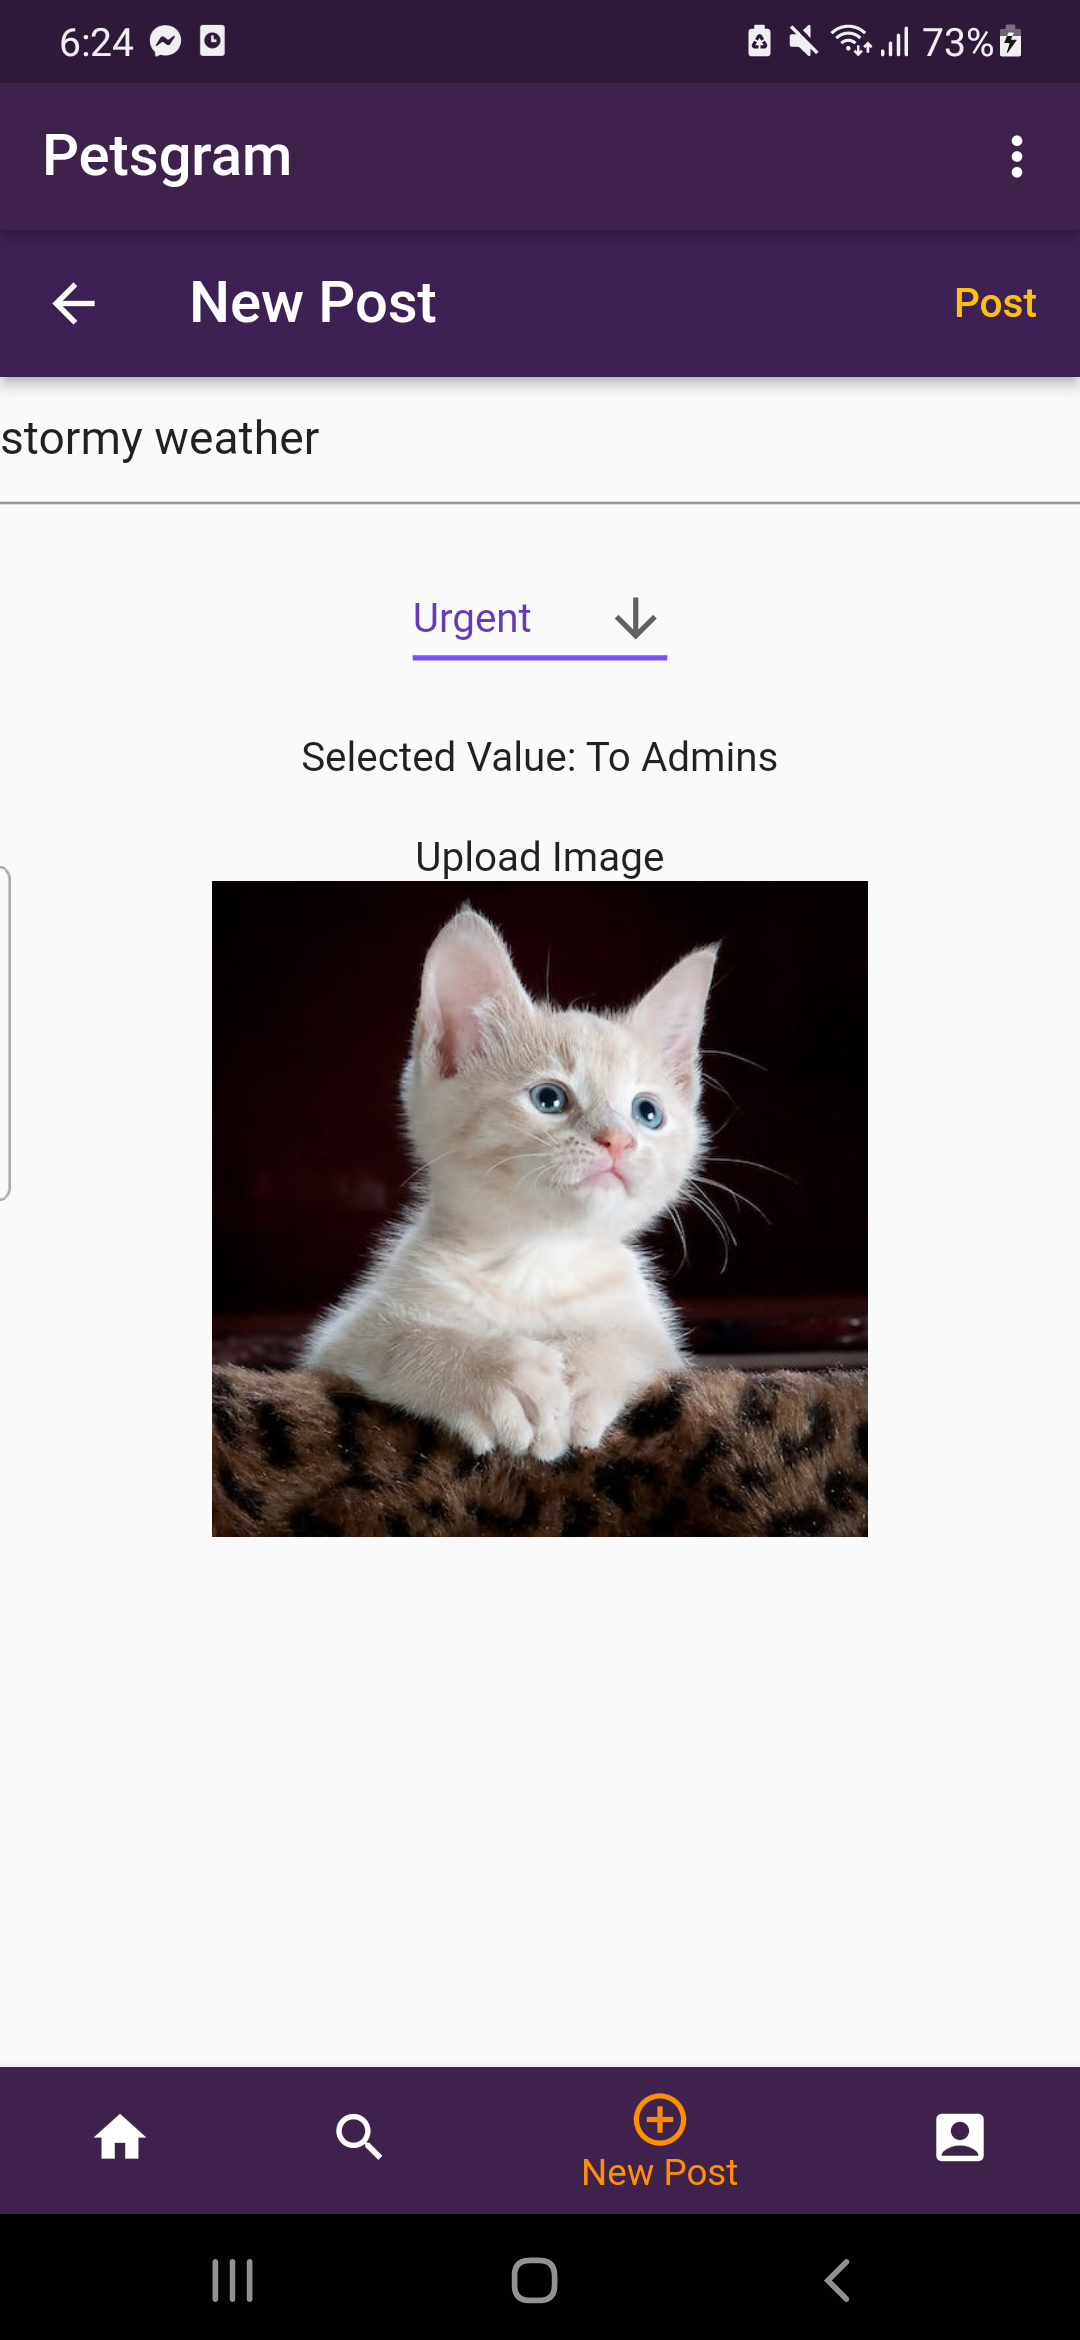 6:24 73%
Petsgram
New Post Post
stormy weather
Urgent
Selected Value: To Admins
Upload Image
New Post